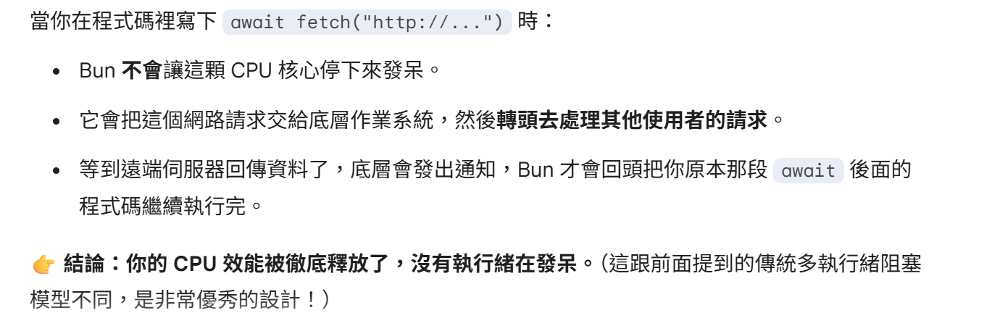 當你在程式碼裡寫下 await fetch("http://...") 時：
• Bun 不會讓這顆 CPU 核心停下來發呆。
• 它會把這個網路請求交給底層作業系統，然後轉頭去處理其他使用者的請求。
• 等到遠端伺服器回傳資料了，底層會發出通知，Bun 才會回頭把你原本那段 await 後面的
程式碼繼續執行完。
👉 結論：你的 CPU 效能被徹底釋放了，沒有執行緒在發呆。（這跟前面提到的傳統多執行緒阻塞
模型不同，是非常優秀的設計！）